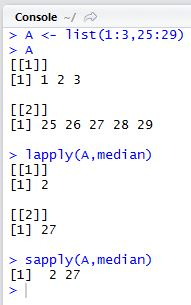 Console ~/
> A <- list(1:3,25:29)
> A
[[1]]
[1] 1 2 3
[[2]]
[1] 25 26 27 28 29
> lapply(A,median)
[[1]]
[1] 2
[[2]]
[1] 27
> sapply(A,median)
[1]  2 27
>